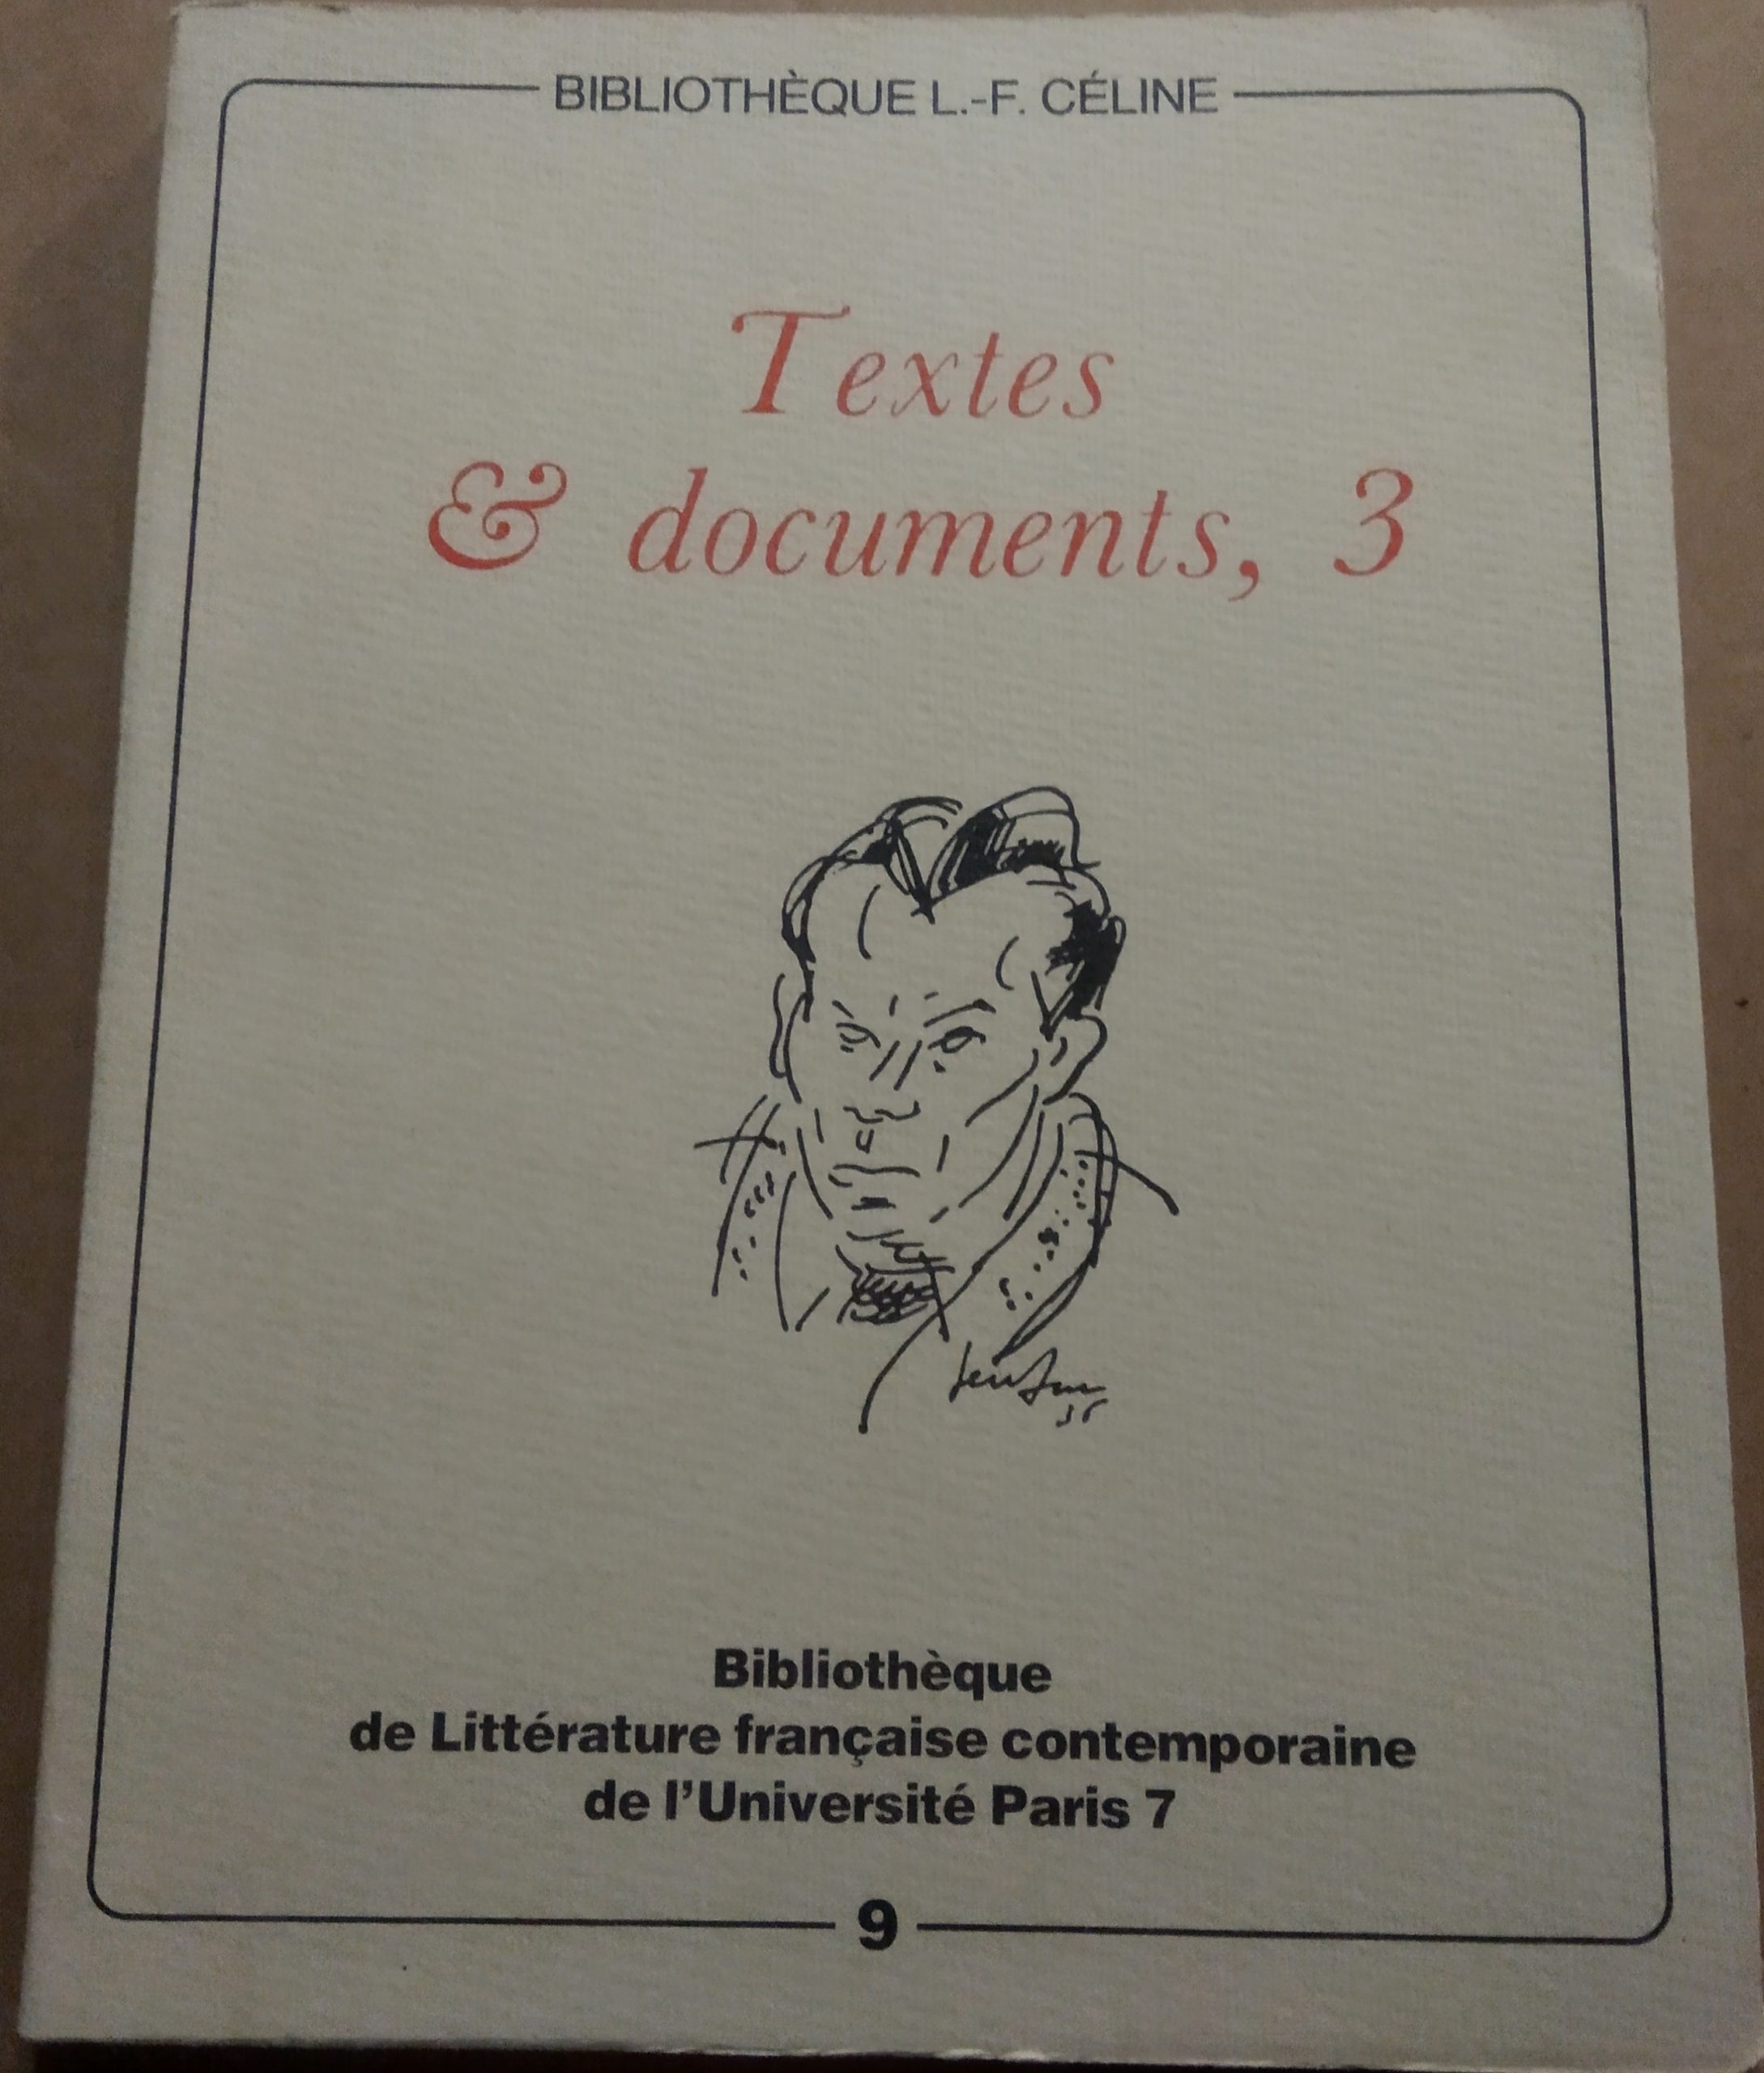 BIBLIOTHÈQUE L.-F. CÉLINE
Textes
& documents, 3
Bibliothèque
de Littérature française contemporaine
de l'Université Paris 7
9